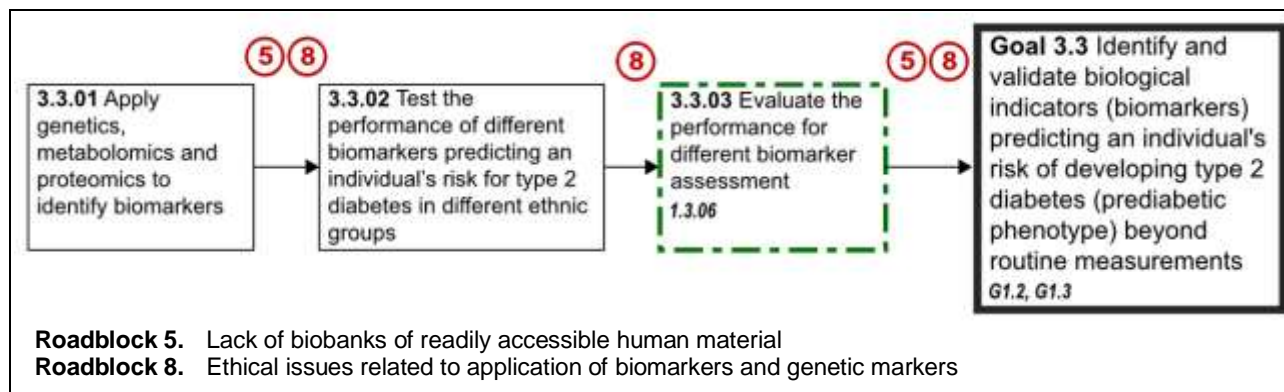 5 8
3.3.01 Apply
genetics,
metabolomics and
proteomics to
identify biomarkers
3.3.02 Test the
performance of different
biomarkers predicting an
individual's risk for type 2
diabetes in different ethnic
groups
8
3.3.03 Evaluate the
performance for
different biomarker
assessment
1.3.06
5 8
Goal 3.3 Identify and
validate biological
indicators (biomarkers)
predicting an individual's
risk of developing type 2
diabetes (prediabetic
phenotype) beyond
routine measurements
G1.2, G1.3
Roadblock 5. Lack of biobanks of readily accessible human material
Roadblock 8. Ethical issues related to application of biomarkers and genetic markers